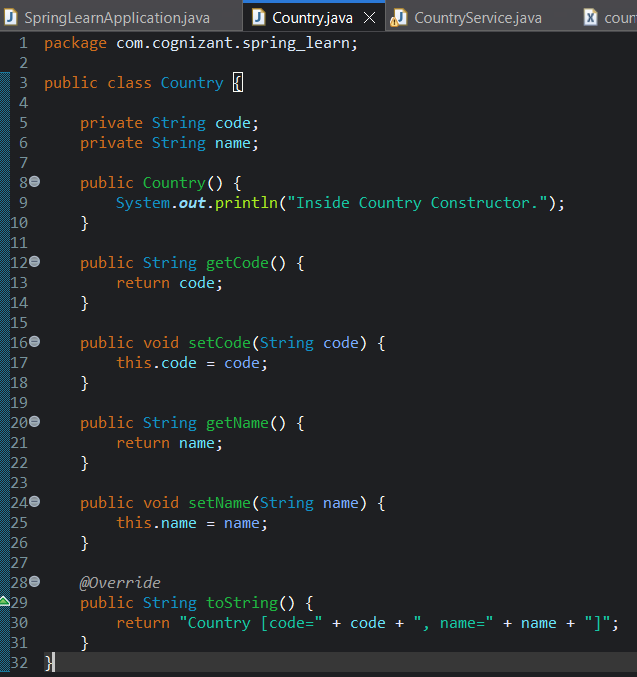 SpringLearnApplication.java Country.java CountryService.java coun
1 package com.cognizant.spring_learn;
2
3 public class Country {
4
5     private String code;
6     private String name;
7
8     public Country() {
9         System.out.println("Inside Country Constructor.");
10     }
11
12     public String getCode() {
13         return code;
14     }
15
16     public void setCode(String code) {
17         this.code = code;
18     }
19
20     public String getName() {
21         return name;
22     }
23
24     public void setName(String name) {
25         this.name = name;
26     }
27
28     @Override
29     public String toString() {
30         return "Country [code=" + code + ", name=" + name + "]";
31     }
32 }